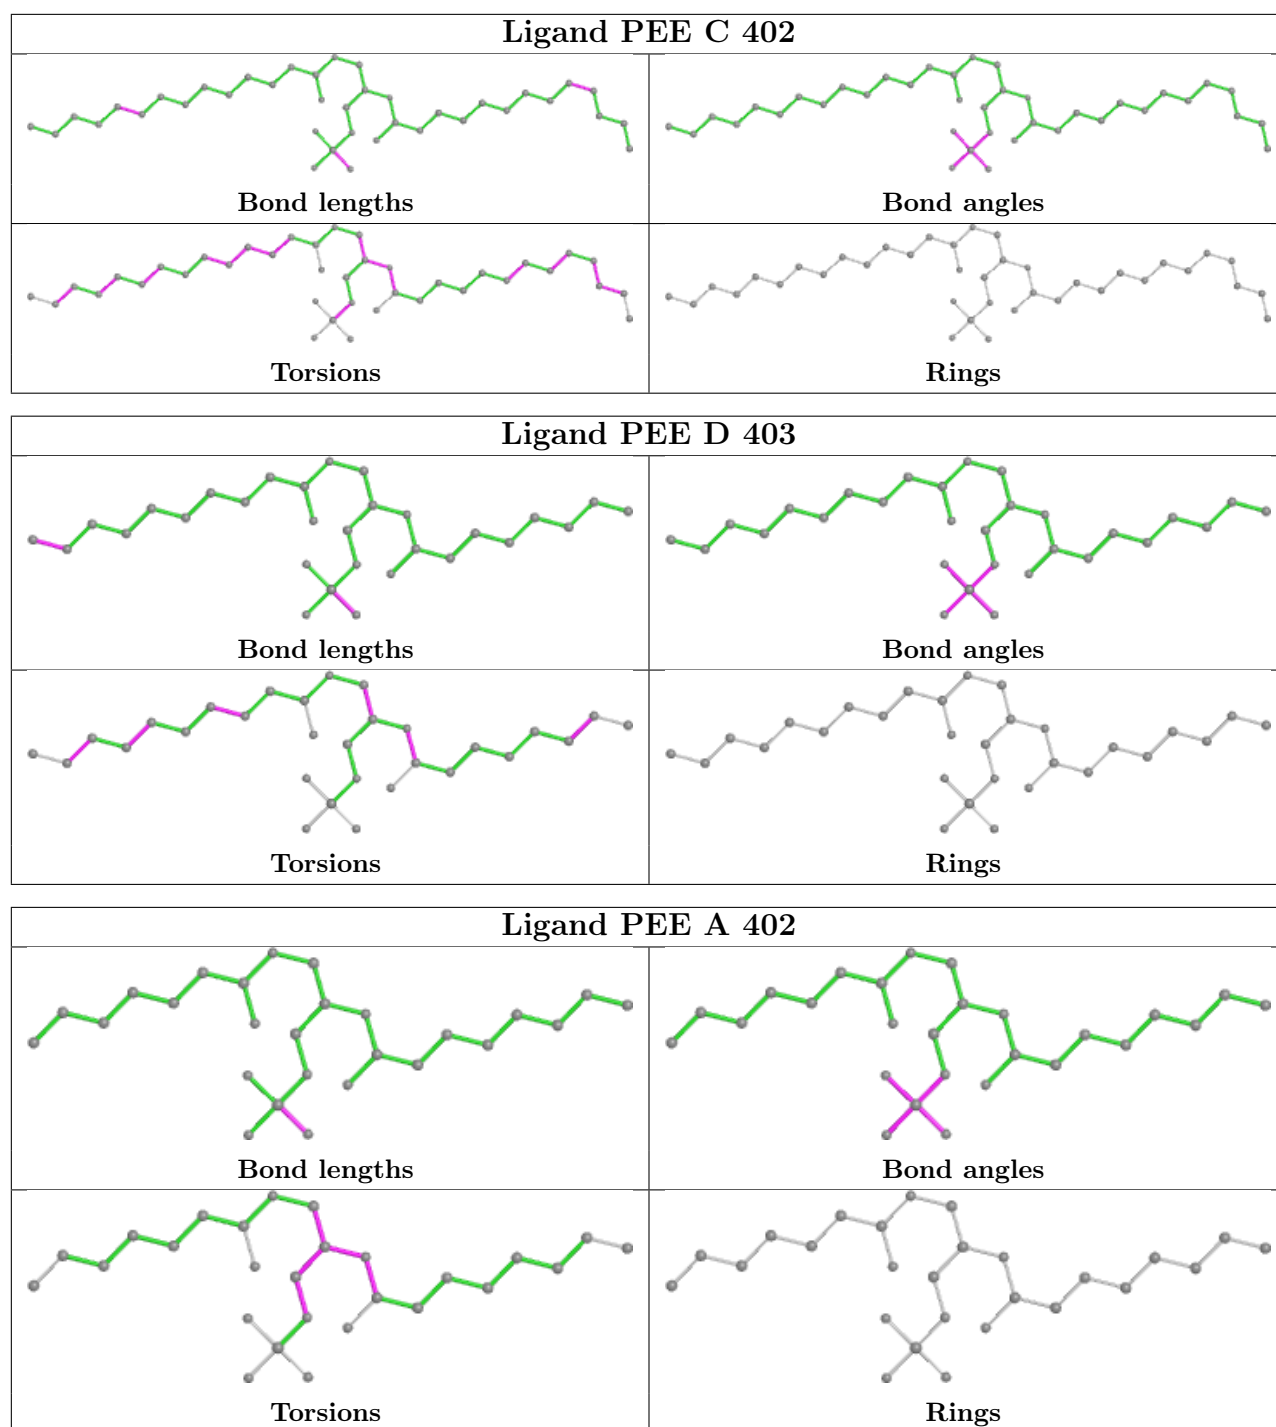 Ligand PEE C 402
Bond lengths
Bond angles
Torsions
Rings
Ligand PEE D 403
Bond lengths
Bond angles
Torsions
Rings
Ligand PEE A 402
Bond lengths
Bond angles
Torsions
Rings